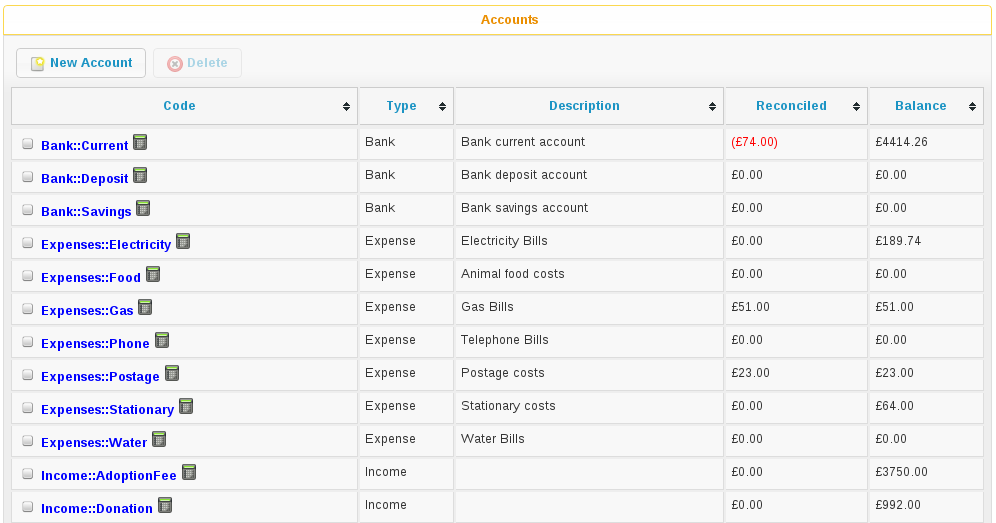 Accounts
New Account Delete
Code Type Description Reconciled Balance
Bank::Current Bank Bank current account (£74.00) £4414.26
Bank::Deposit Bank Bank deposit account £0.00 £0.00
Bank::Savings Bank Bank savings account £0.00 £0.00
Expenses::Electricity Expense Electricity Bills £0.00 £189.74
Expenses::Food Expense Animal food costs £0.00 £0.00
Expenses::Gas Expense Gas Bills £51.00 £51.00
Expenses::Phone Expense Telephone Bills £0.00 £0.00
Expenses::Postage Expense Postage costs £23.00 £23.00
Expenses::Stationary Expense Stationary costs £0.00 £64.00
Expenses::Water Expense Water Bills £0.00 £0.00
Income::AdoptionFee Income £0.00 £3750.00
Income::Donation Income £0.00 £992.00